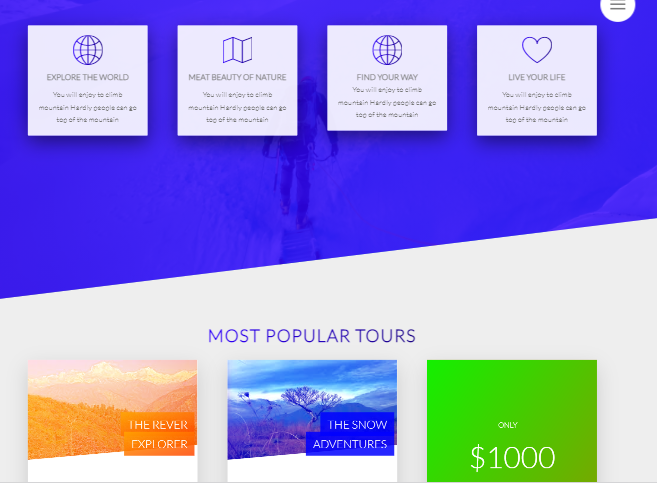 EXPLORE THE WORLD
You will enjoy to climb
mountain Hardly people can go
top of the mountain
MEAT BEAUTY OF NATURE
You will enjoy to climb
mountain Hardly people can go
top of the mountain
FIND YOUR WAY
You will enjoy to climb
mountain Hardly people can go
top of the mountain
LIVE YOUR LIFE
You will enjoy to climb
mountain Hardly people can go
top of the mountain
MOST POPULAR TOURS
THE REVER
EXPLORER
THE SNOW
ADVENTURES
ONLY
$1000